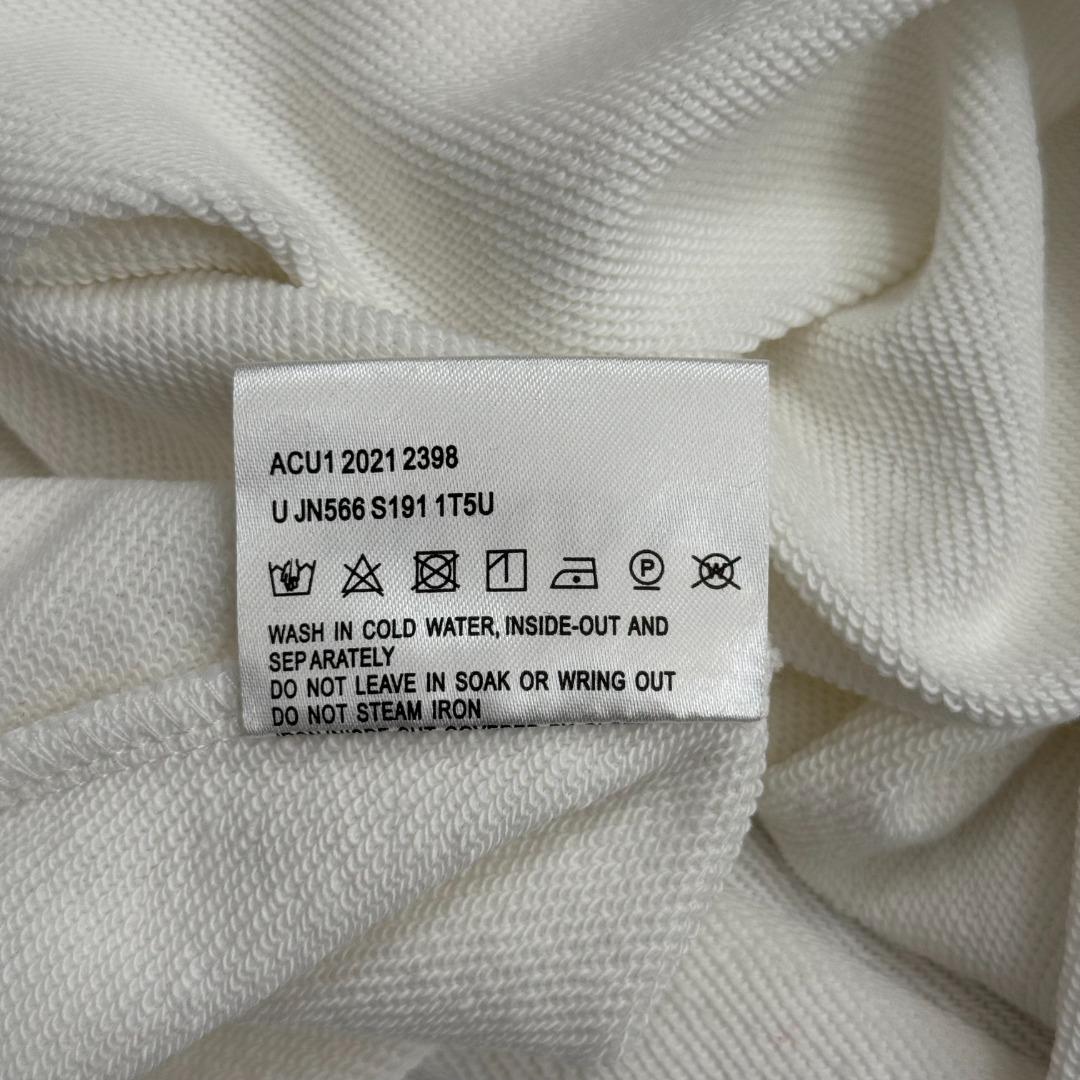 ACU1 2021 2398
U JN566 S191 1T5U
P W
WASH IN COLD WATER, INSIDE-OUT AND
SEPARATELY
DO NOT LEAVE IN SOAK OR WRING OUT
DO NOT STEAM IRON